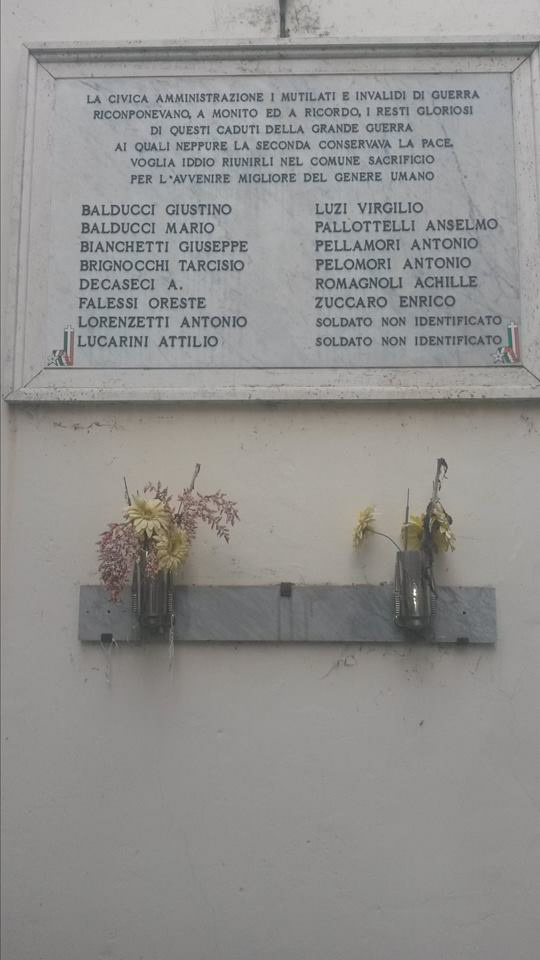 LA CIVICA AMMINISTRAZIONE I MUTILATI E INVALIDI DI GUERRA
RICONPONEVANO, A MONITO ED A RICORDO, I RESTI GLORIOSI
DI QUESTI CADUTI DELLA GRANDE GUERRA
AI QUALI NEPPURE LA SECONDA CONSERVAVA LA PACE.
VOGLIA IDDIO RIUNIRLI NEL COMUNE SACRIFICIO
PER L'AVVENIRE MIGLIORE DEL GENERE UMANO
BALDUCCI GIUSTINO
BALDUCCI MARIO
BIANCHETTI GIUSEPPE
BRIGNOCCHI TARCISIO
DECASECI A.
FALESSI ORESTE
LORENZETTI ANTONIO
LUCARINI ATTILIO
LUZI VIRGILIO
PALLOTTELLI ANSELMO
PELLAMORI ANTONIO
PELOMORI ANTONIO
ROMAGNOLI ACHILLE
ZUCCARO ENRICO
SOLDATO NON IDENTIFICATO
SOLDATO NON IDENTIFICATO